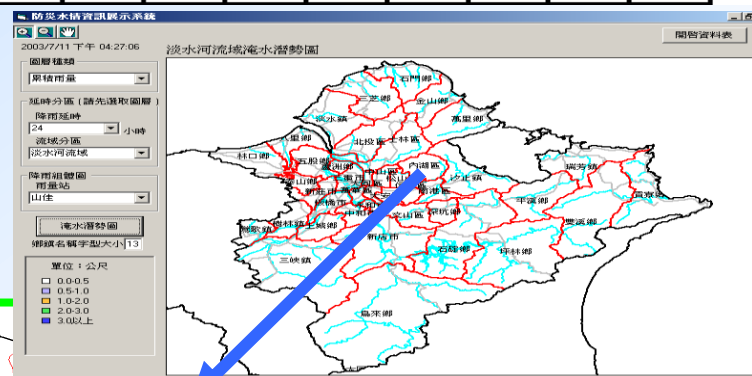 防災水情資訊展示系統
開啟資料表
2003/7/11 下午 04:27:06
淡水河流域淹水潛勢圖
圖層種類
累積雨量
延時分區(請先選取圖層)
降雨延時
24 小時
流域分區
淡水河流域
降雨組體圖
雨量站
山佳
淹水潛勢圖
鄉鎮名稱字型大小 13
單位：公尺
0.0-0.5
0.5-1.0
1.0-2.0
2.0-3.0
3.0以上
石門鄉
三芝鄉
金山鄉
淡水鎮
萬里鄉
八里鄉
北投區
士林區
林口鄉
五股鄉
內湖區
汐止鎮
瑞芳鎮
貢寮鄉
平溪鄉
雙溪鄉
深坑鄉
文山區
新店市
石碇鄉
坪林鄉
三峽鎮
烏來鄉